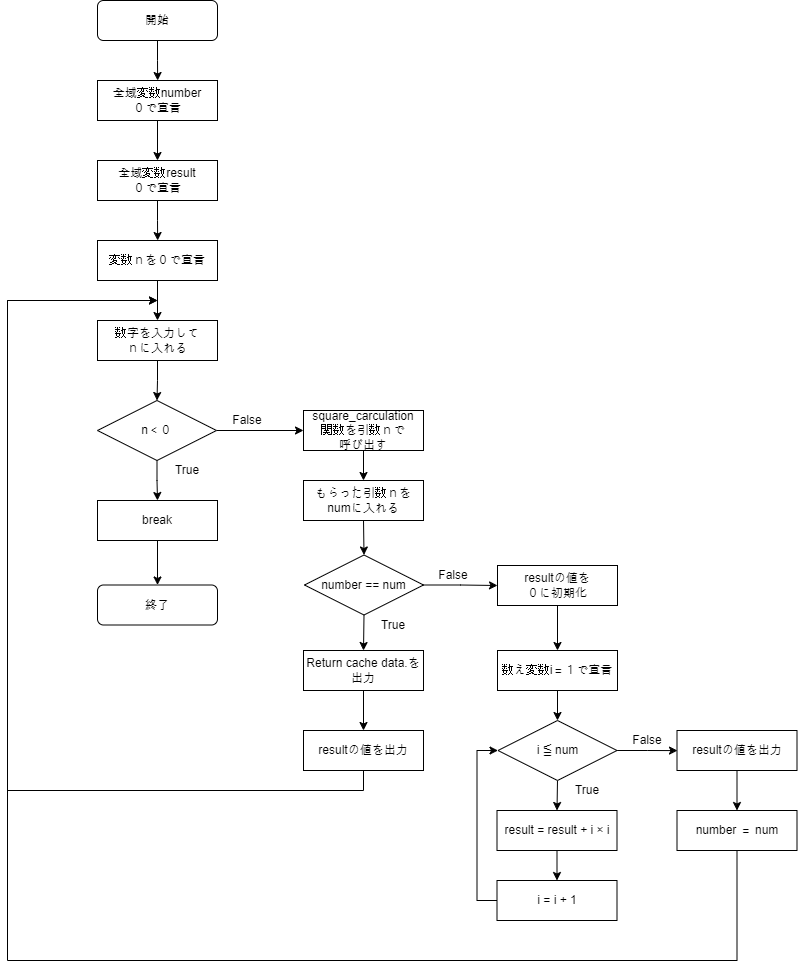 開始
全域変数number
０で宣言
全域変数result
０で宣言
変数ｎを０で宣言
数字を入力して
ｎに入れる
n < 0
False
True
break
終了
square_carculation
関数を引数ｎで
呼び出す
もらった引数ｎを
numに入れる
number == num
False
True
Return cache data.を
出力
resultの値を出力
resultの値を
０に初期化
数え変数i = １で宣言
i ≦ num
False
True
result = result + i × i
i = i + 1
resultの値を出力
number = num